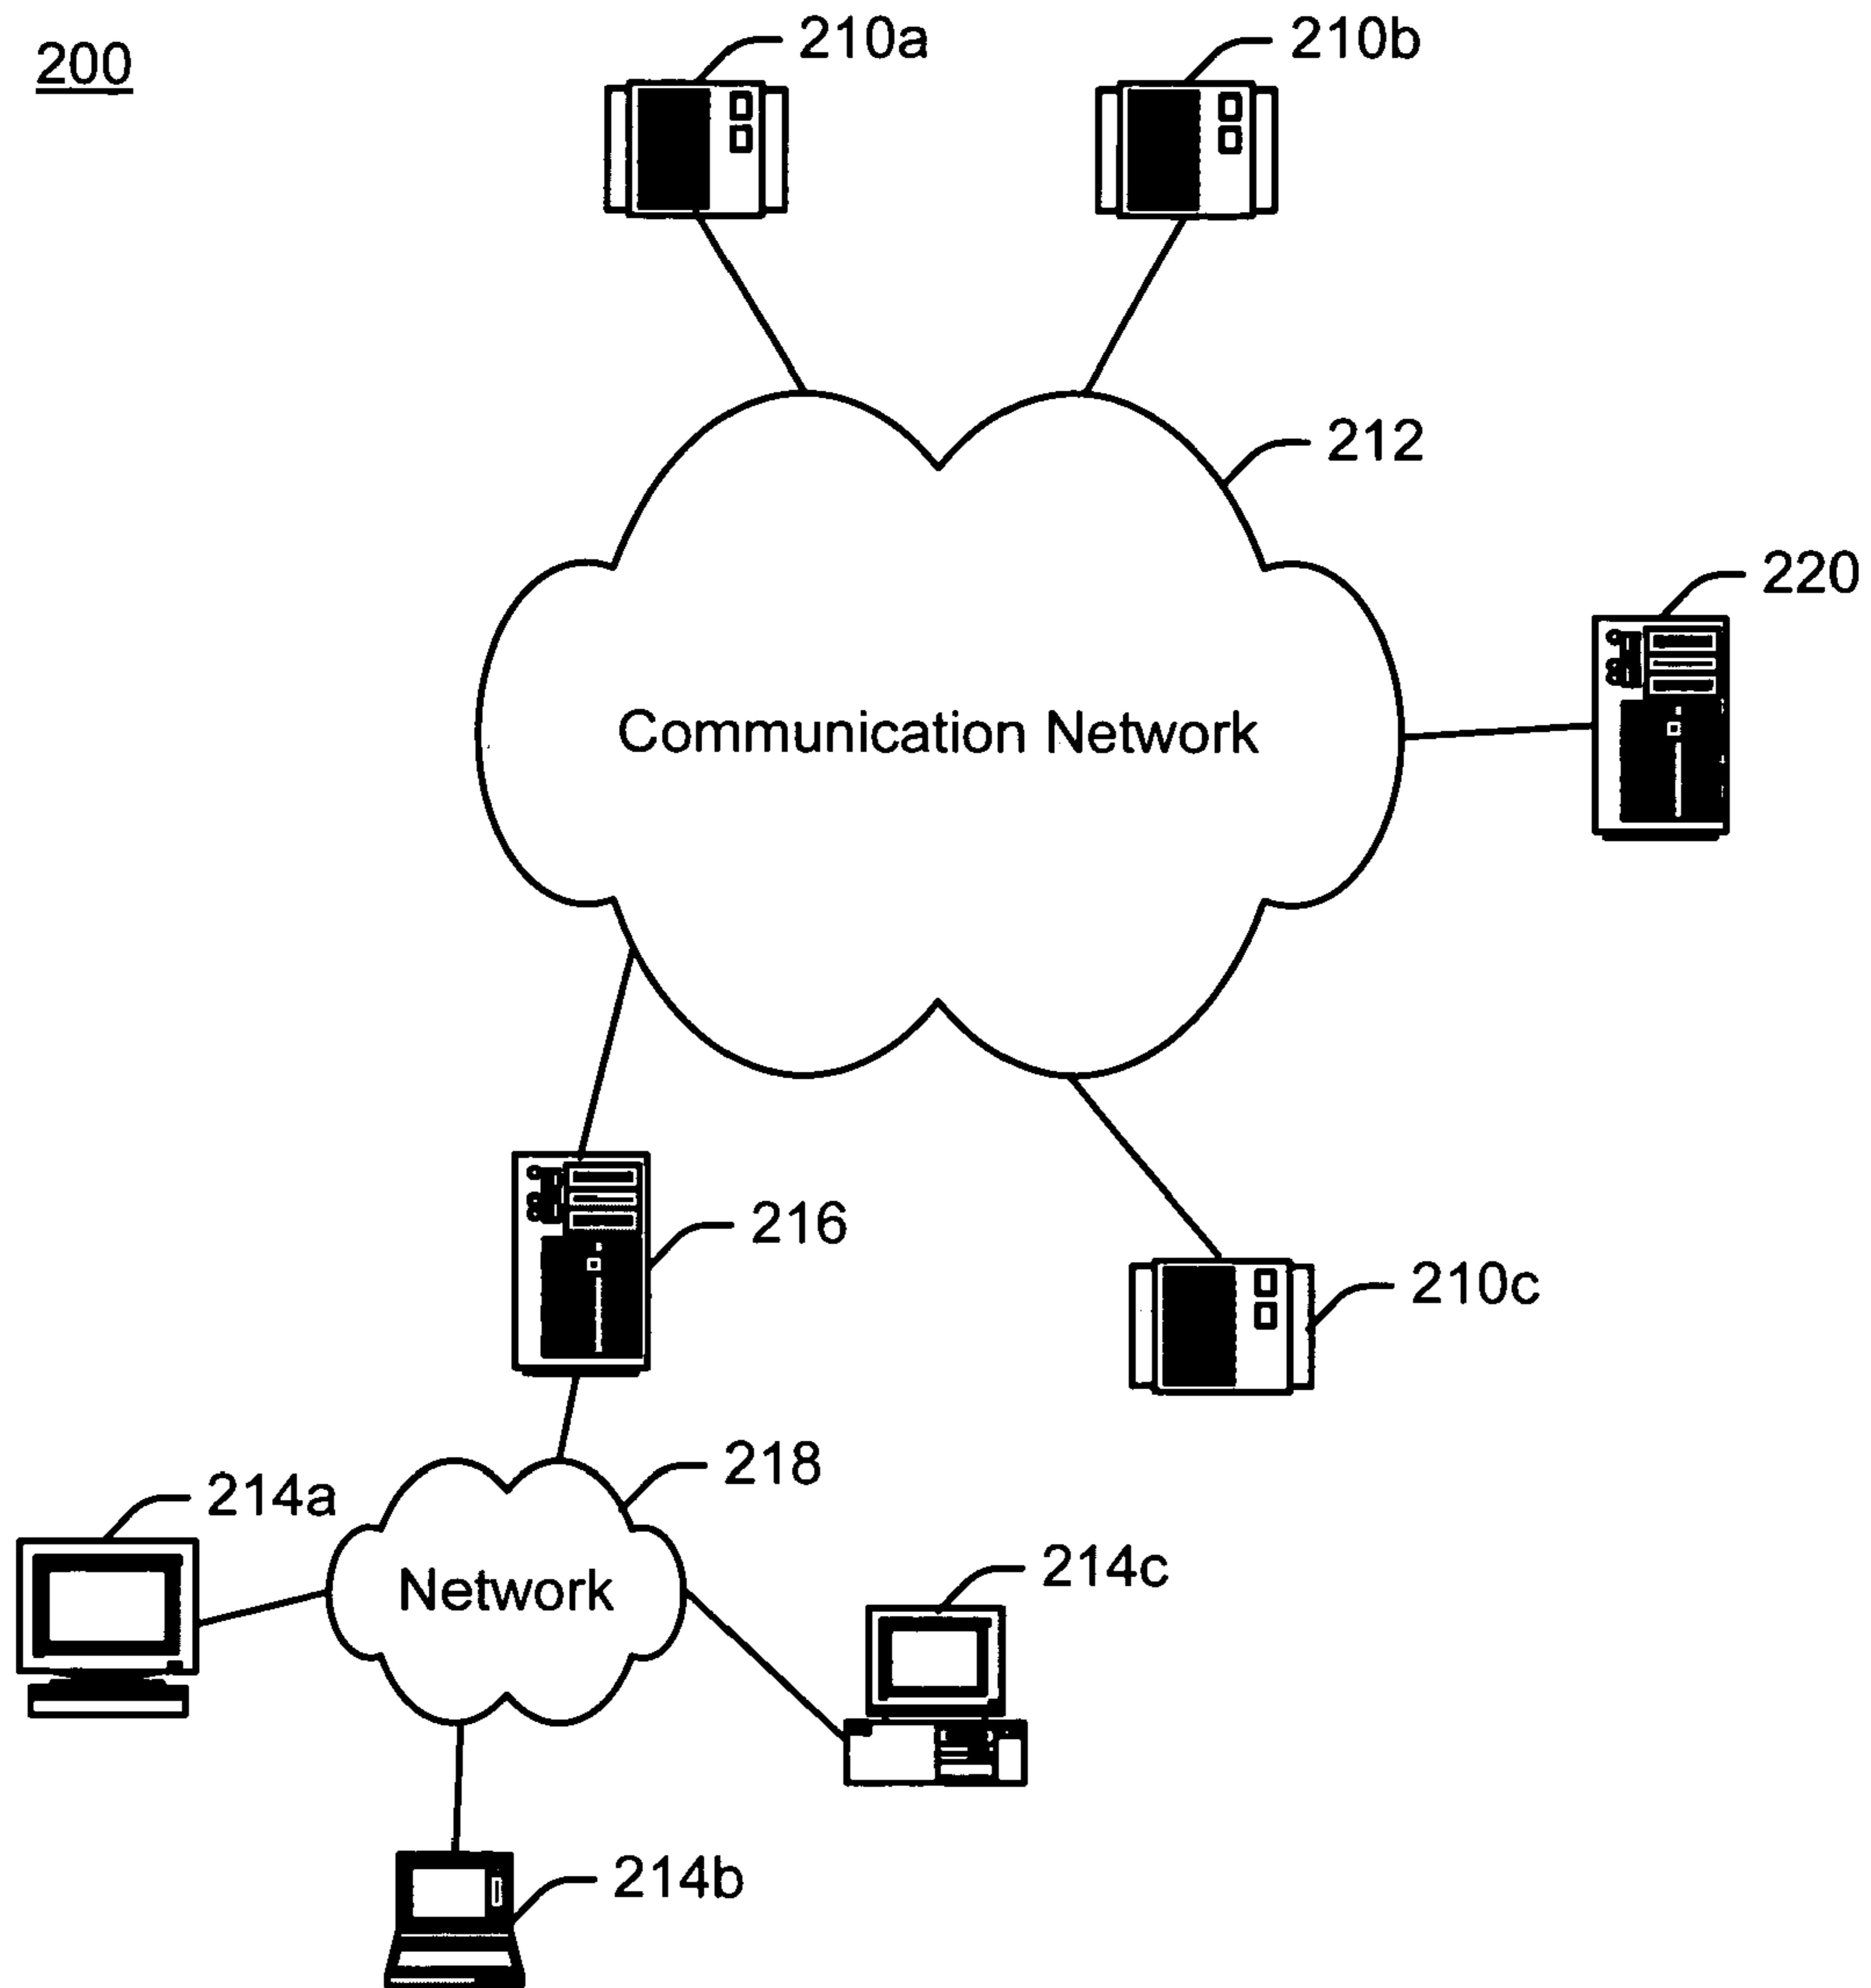 200
210a
210b
212
220
Communication Network
216
210c
218
214a
214c
Network
214b